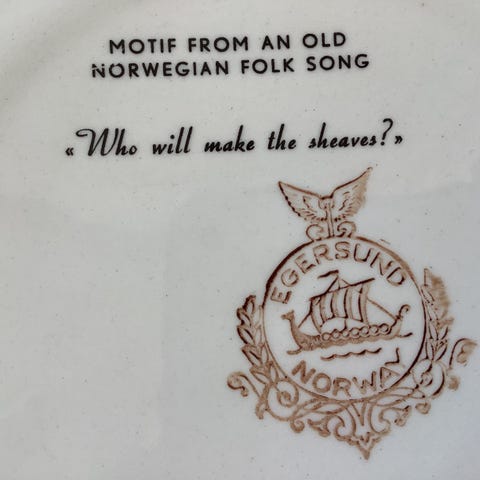 MOTIF FROM AN OLD
NORWEGIAN FOLK SONG
«Who will make the sheaves?»
EGERSUND
NORWAY